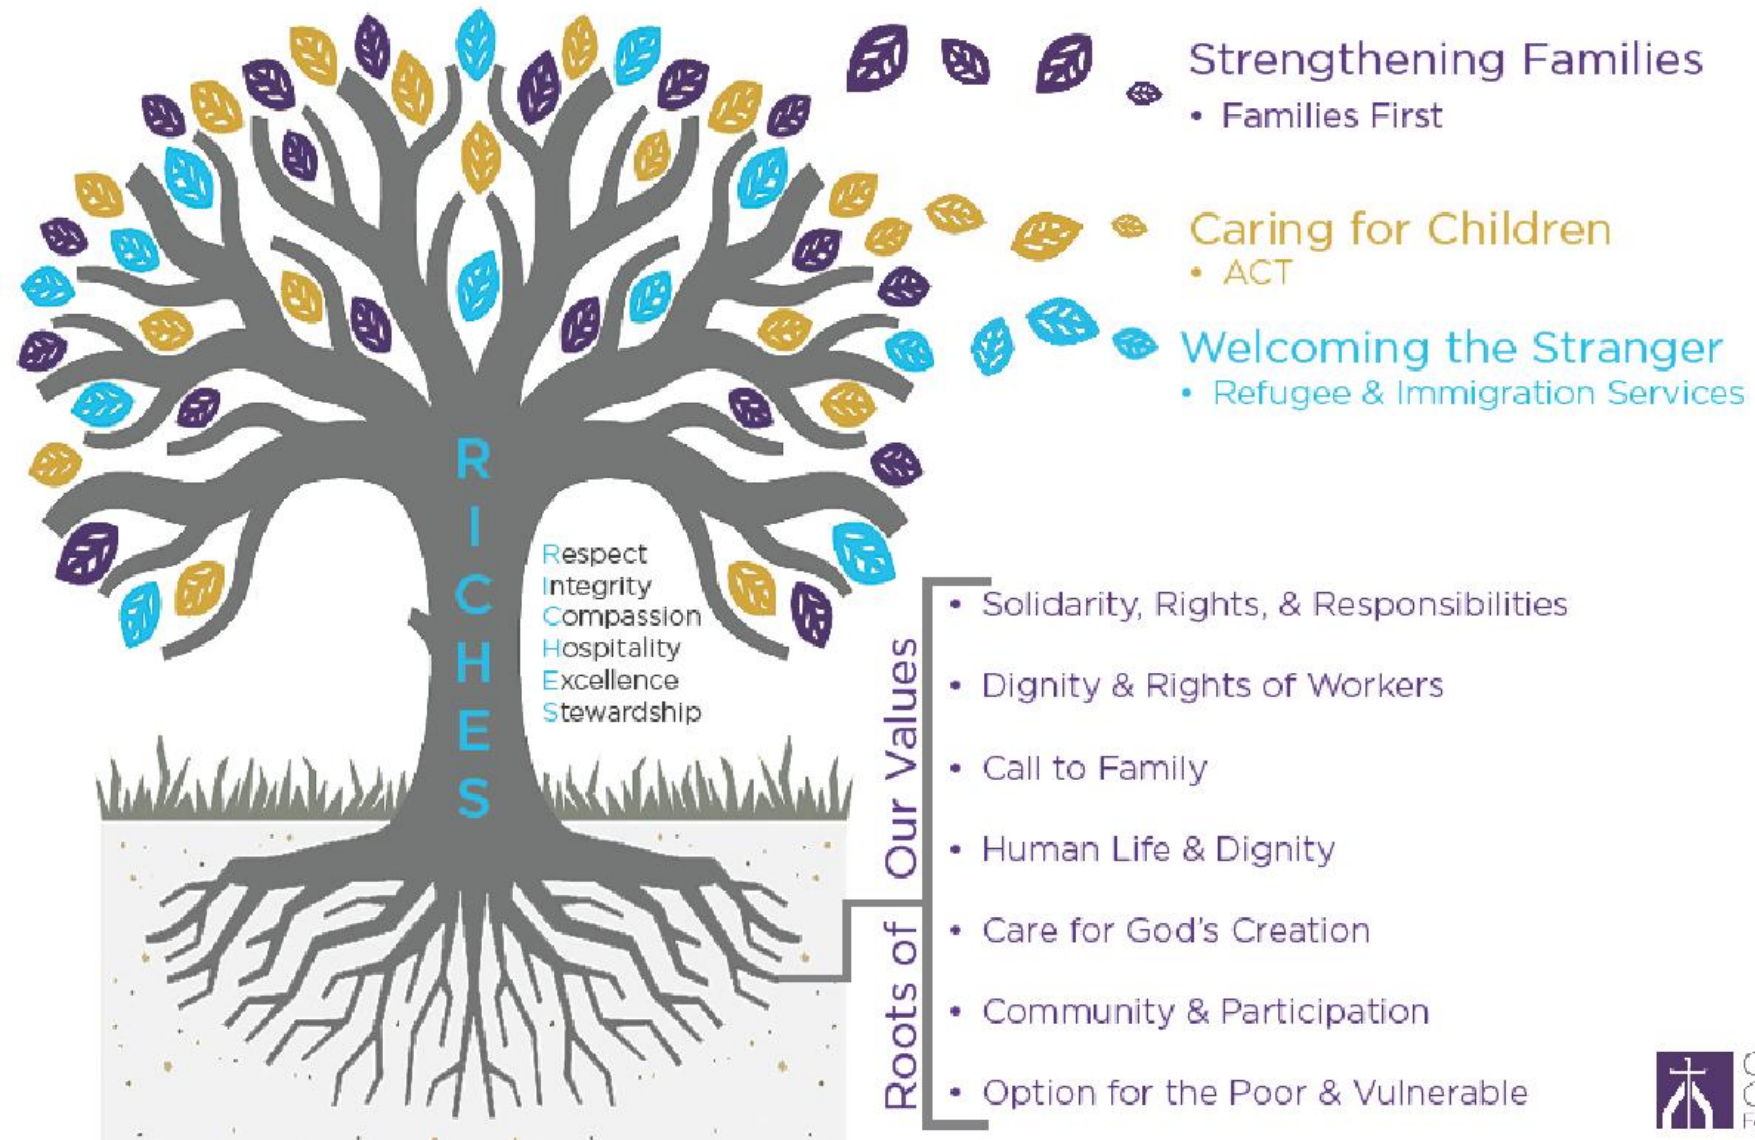 Strengthening Families
• Families First
Caring for Children
• ACT
Welcoming the Stranger
• Refugee & Immigration Services
R
I
C
H
E
S
Respect
Integrity
Compassion
Hospitality
Excellence
Stewardship
Roots of Our Values
• Solidarity, Rights, & Responsibilities
• Dignity & Rights of Workers
• Call to Family
• Human Life & Dignity
• Care for God's Creation
• Community & Participation
• Option for the Poor & Vulnerable